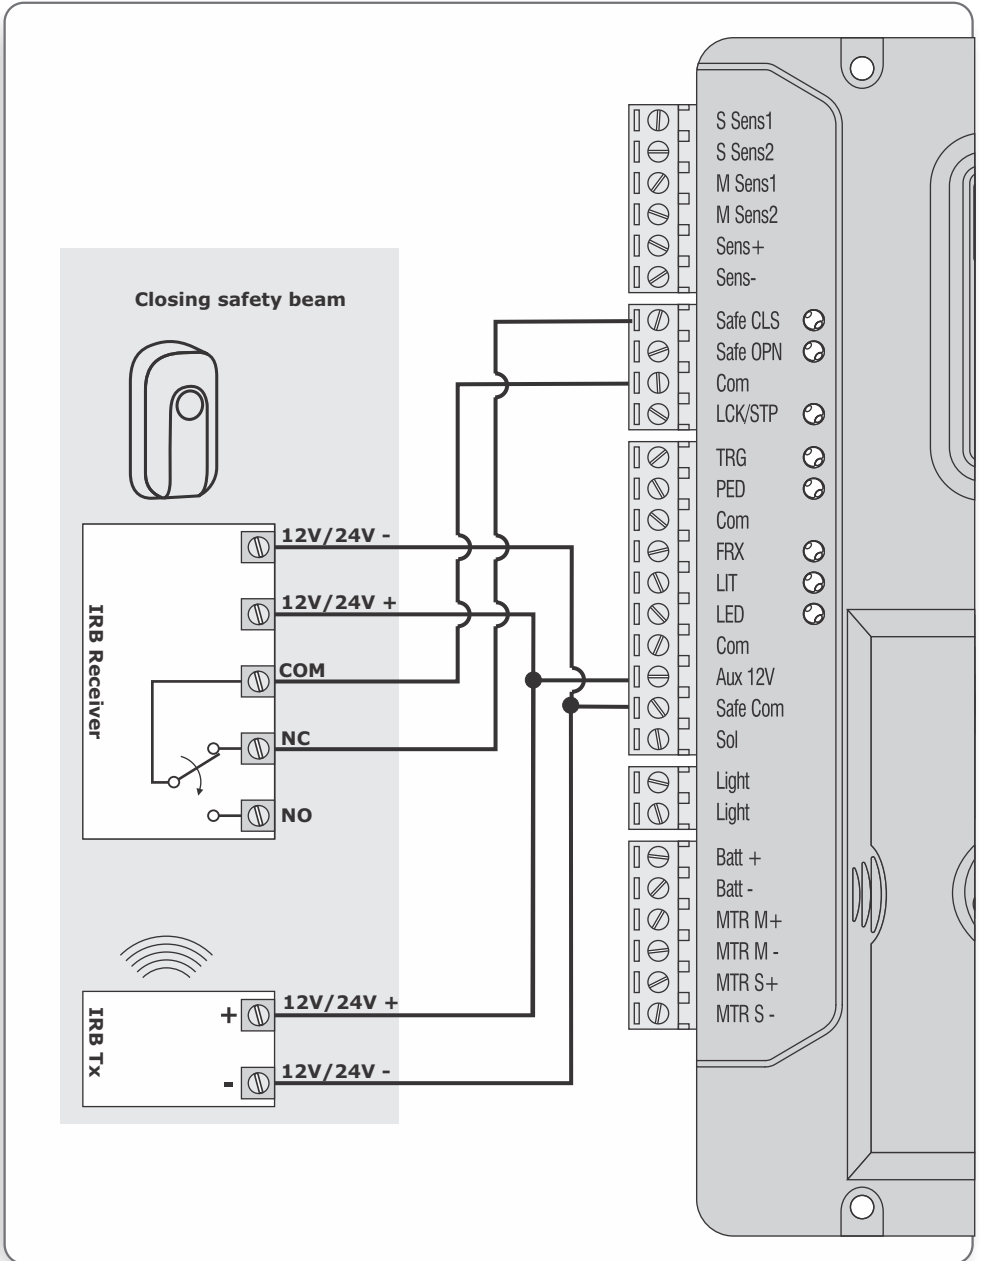 Closing safety beam
IRB Receiver
12V/24V -
12V/24V +
COM
NC
NO
IRB Tx
+
12V/24V +
-
12V/24V -
S Sens1
S Sens2
M Sens1
M Sens2
Sens+
Sens-
Safe CLS
Safe OPN
Com
LCK/STP
TRG
PED
Com
FRX
LIT
LED
Com
Aux 12V
Safe Com
Sol
Light
Light
Batt +
Batt -
MTR M+
MTR M -
MTR S+
MTR S -